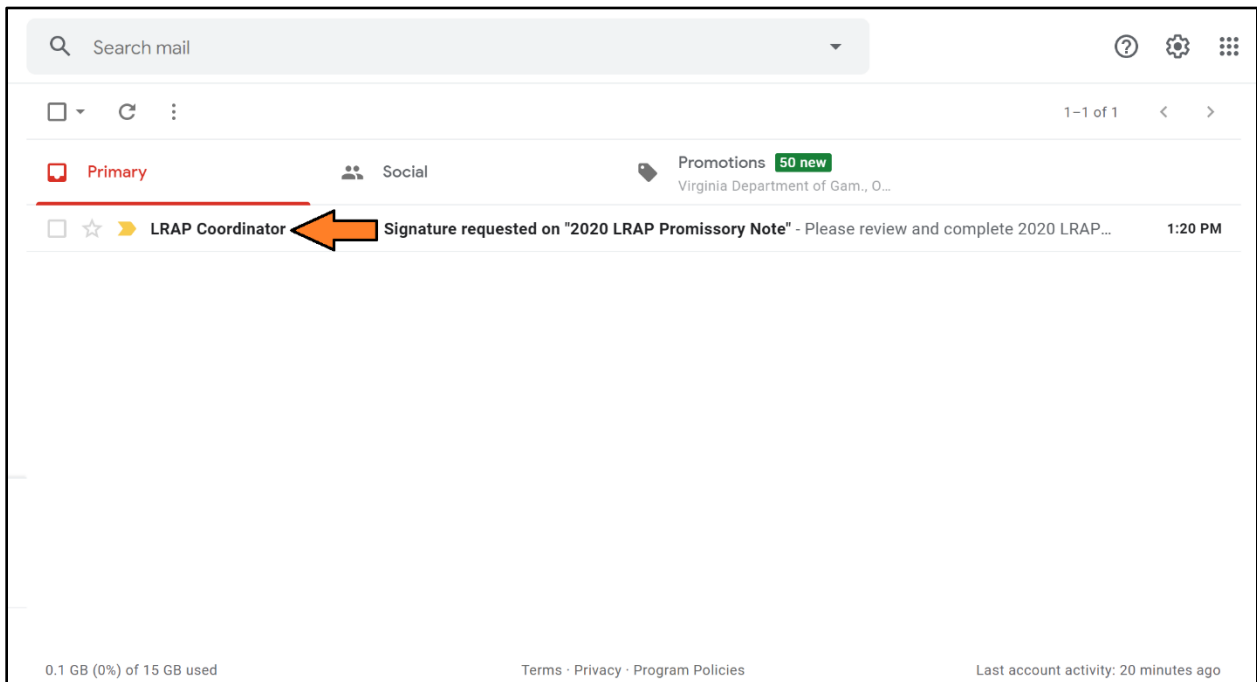 Search mail
1–1 of 1
Primary
Social
Promotions 50 new
Virginia Department of Gam., O...
LRAP Coordinator Signature requested on "2020 LRAP Promissory Note" - Please review and complete 2020 LRAP... 1:20 PM
0.1 GB (0%) of 15 GB used
Terms · Privacy · Program Policies
Last account activity: 20 minutes ago